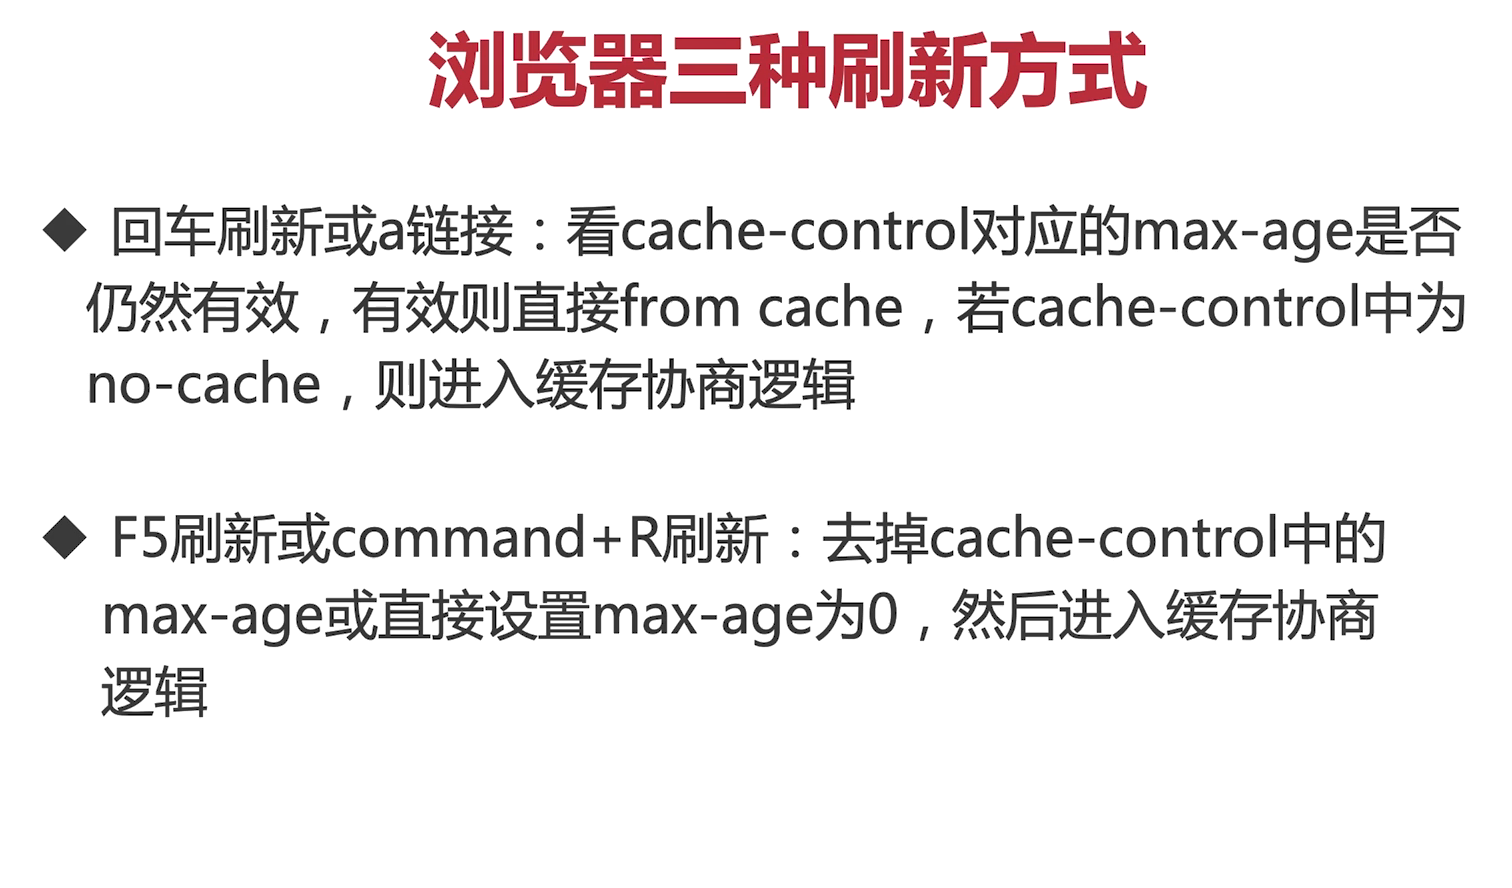 浏览器三种刷新方式
◆ 回车刷新或a链接：看cache-control对应的max-age是否
仍然有效，有效则直接from cache，若cache-control中为
no-cache，则进入缓存协商逻辑
◆ F5刷新或command+R刷新：去掉cache-control中的
max-age或直接设置max-age为0，然后进入缓存协商
逻辑